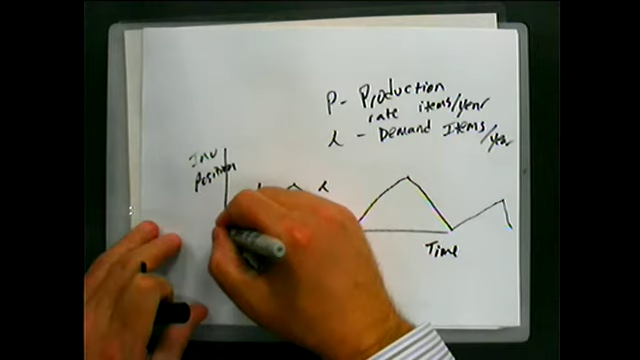 P - Production
rate items/year
λ - Demand Items/year
Inv
Position
λ
Time